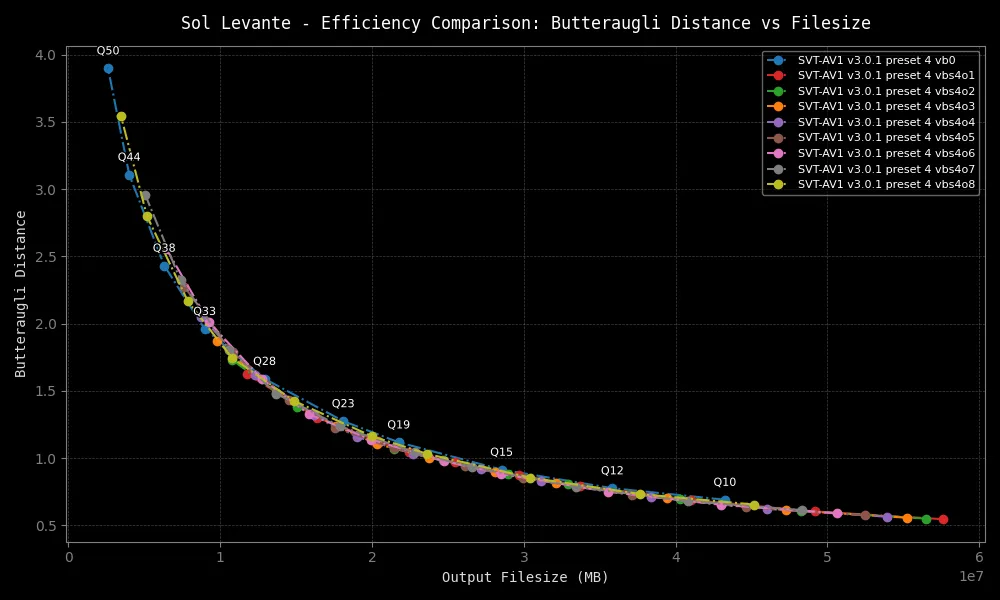 Sol Levante - Efficiency Comparison: Butteraugli Distance vs Filesize
SVT-AV1 v3.0.1 preset 4 vb0
SVT-AV1 v3.0.1 preset 4 vbs4o1
SVT-AV1 v3.0.1 preset 4 vbs4o2
SVT-AV1 v3.0.1 preset 4 vbs4o3
SVT-AV1 v3.0.1 preset 4 vbs4o4
SVT-AV1 v3.0.1 preset 4 vbs4o5
SVT-AV1 v3.0.1 preset 4 vbs4o6
SVT-AV1 v3.0.1 preset 4 vbs4o7
SVT-AV1 v3.0.1 preset 4 vbs4o8
Butteraugli Distance
4.0
3.5
3.0
2.5
2.0
1.5
1.0
0.5
Q50
Q44
Q38
Q33
Q28
Q23
Q19
Q15
Q12
Q10
0 1 2 3 4 5 6
1e7
Output Filesize (MB)